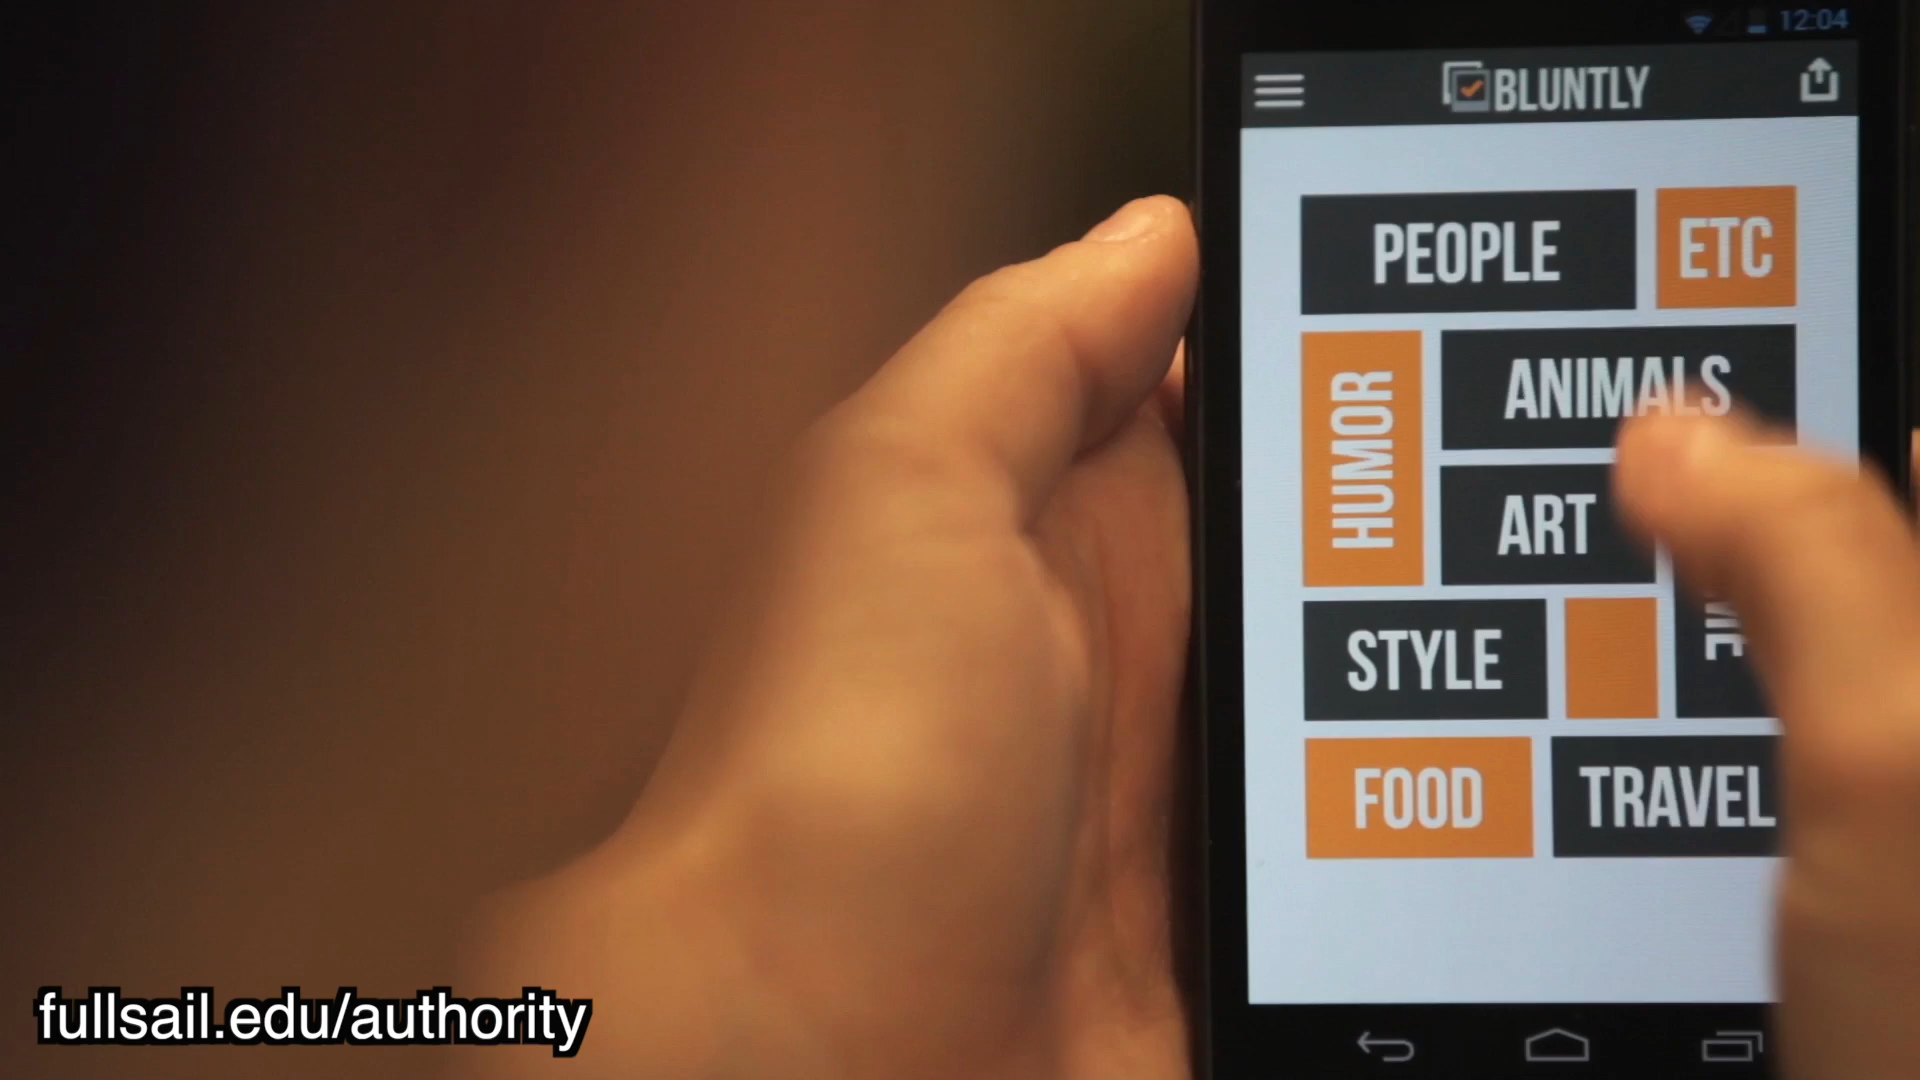 12:04
BLUNTLY
PEOPLE
ETC
HUMOR
ANIMALS
ART
STYLE
FOOD
TRAVEL
fullsail.edu/authority